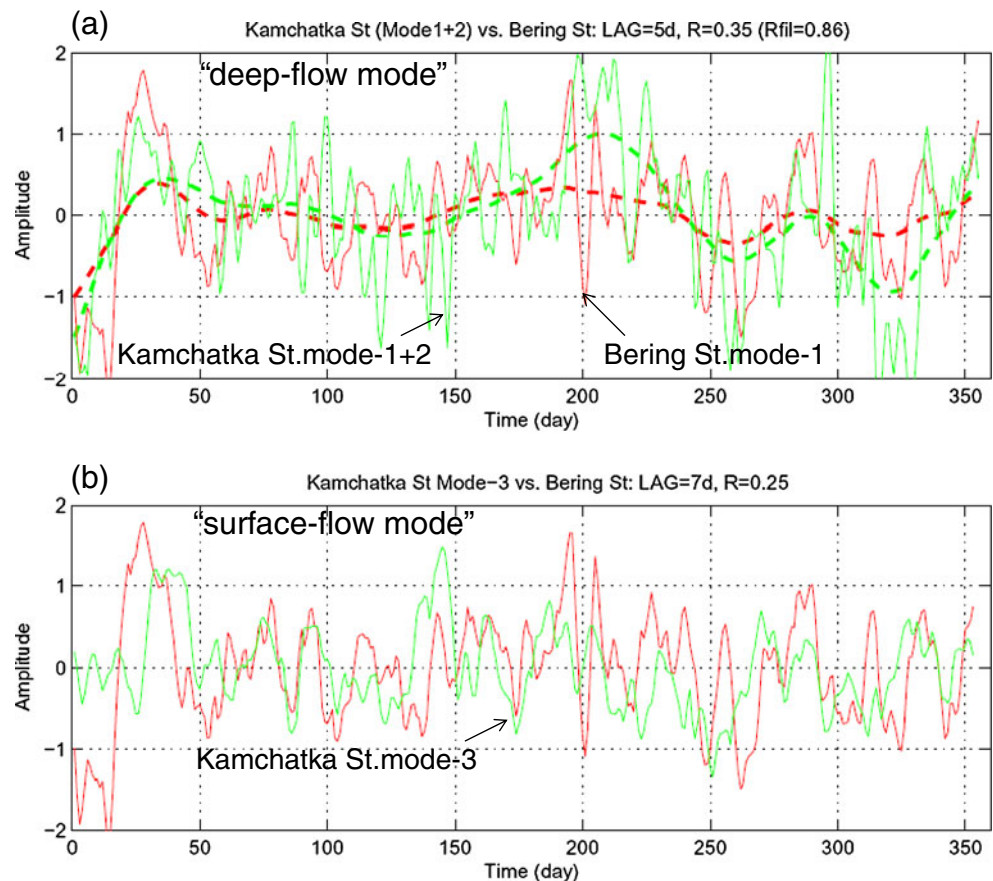 (a)
Kamchatka St (Mode1+2) vs. Bering St: LAG=5d, R=0.35 (Rfil=0.86)
“deep-flow mode”
2
1
0
−1
−2
Amplitude
Kamchatka St.mode-1+2
Bering St.mode-1
0 50 100 150 200 250 300 350
Time (day)
(b)
Kamchatka St Mode−3 vs. Bering St: LAG=7d, R=0.25
“surface-flow mode”
2
1
0
−1
−2
Amplitude
Kamchatka St.mode-3
0 50 100 150 200 250 300 350
Time (day)